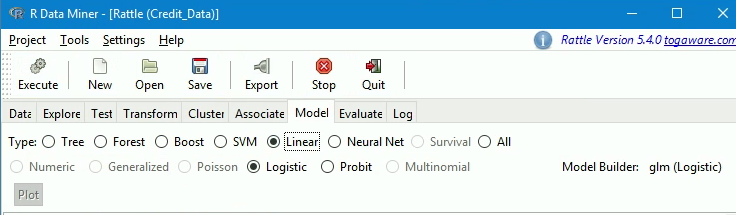 R Data Miner - [Rattle (Credit_Data)]
Project Tools Settings Help Rattle Version 5.4.0 togaware.com
Execute New Open Save Export Stop Quit
Data Explore Test Transform Cluster Associate Model Evaluate Log
Type: Tree Forest Boost SVM Linear Neural Net Survival All
Numeric Generalized Poisson Logistic Probit Multinomial Model Builder: glm (Logistic)
Plot